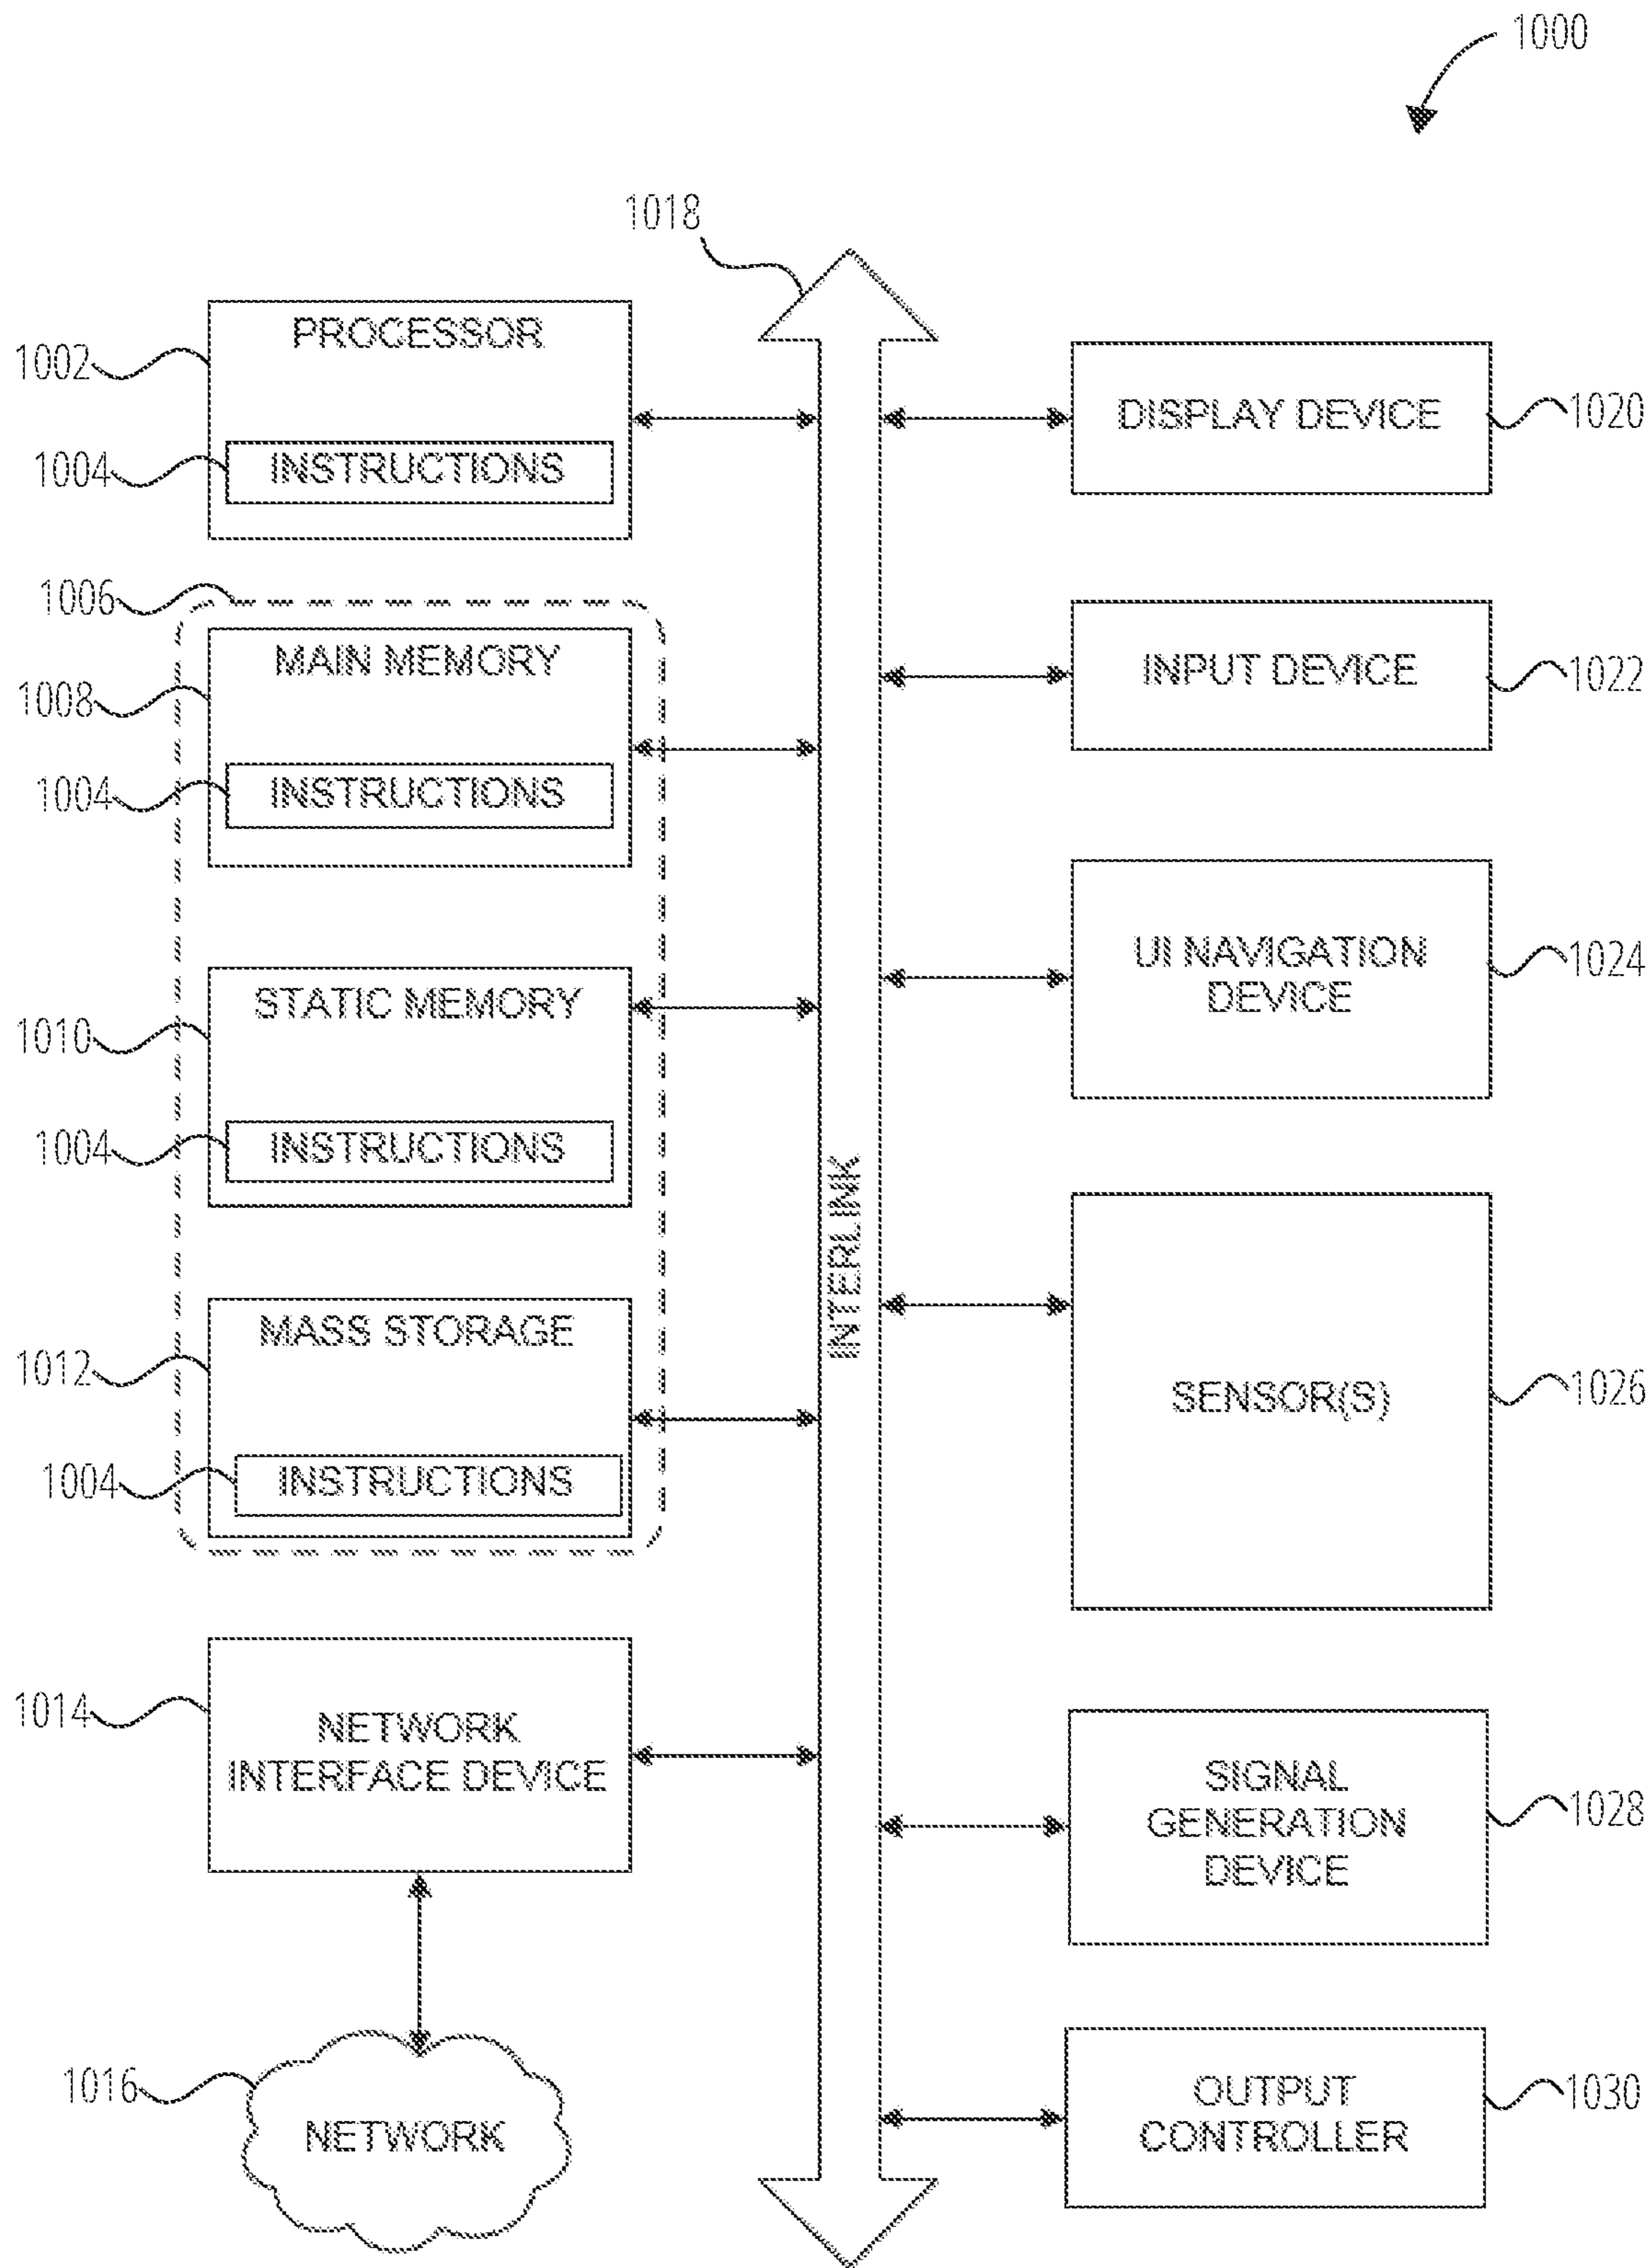 1000
1018
PROCESSOR
1002
INSTRUCTIONS
1004
1006
MAIN MEMORY
1008
INSTRUCTIONS
1004
STATIC MEMORY
1010
INSTRUCTIONS
1004
MASS STORAGE
1012
INSTRUCTIONS
1004
NETWORK
INTERFACE DEVICE
1014
1016
NETWORK
INTERLINK
DISPLAY DEVICE
1020
INPUT DEVICE
1022
UI NAVIGATION
DEVICE
1024
SENSOR(S)
1026
SIGNAL
GENERATION
DEVICE
1028
OUTPUT
CONTROLLER
1030